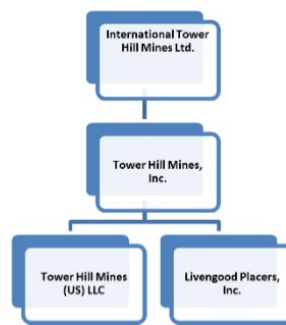 International Tower
Hill Mines Ltd.
Tower Hill Mines,
Inc.
Tower Hill Mines
(US) LLC
Livengood Placers,
Inc.